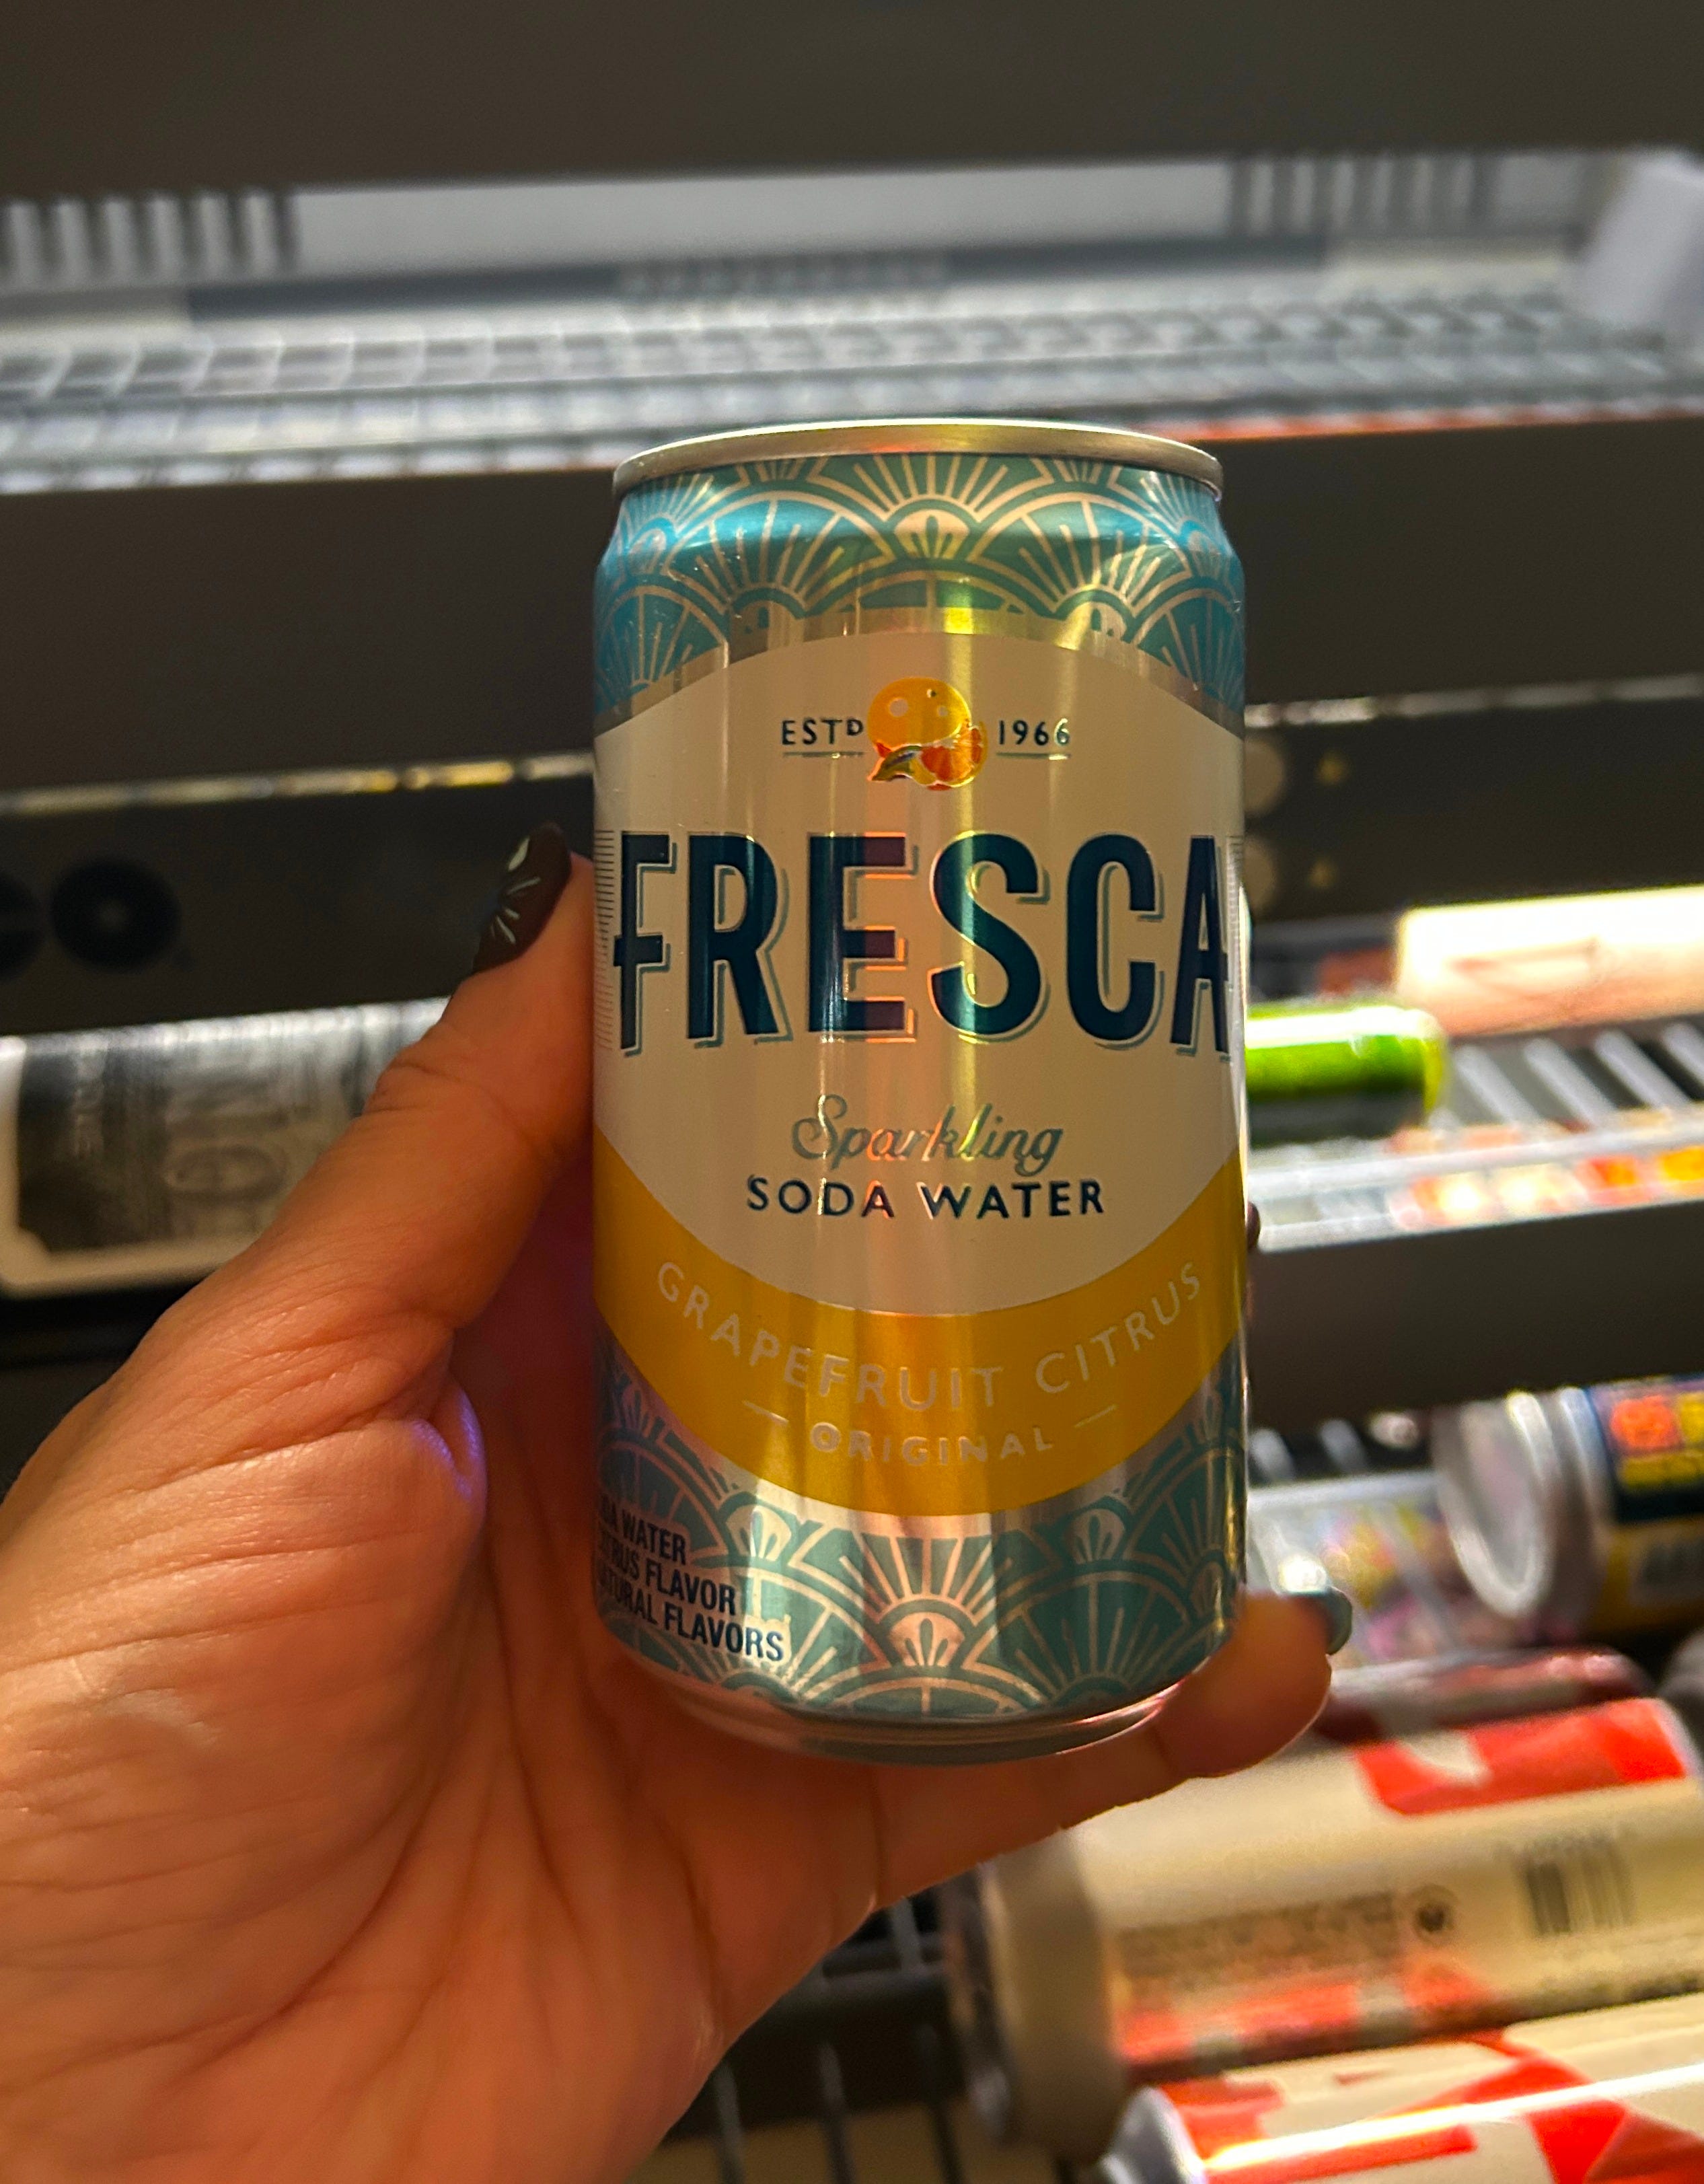 ESTD 1966
FRESCA
Sparkling
SODA WATER
GRAPEFRUIT CITRUS
ORIGINAL
WATER
FLAVOR
FLAVORS